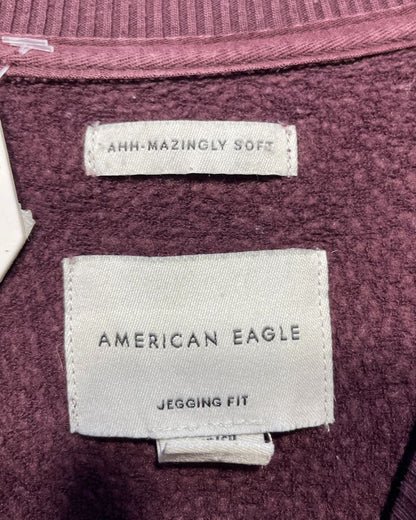 AHH-MAZINGLY SOFT
AMERICAN EAGLE
JEGGING FIT